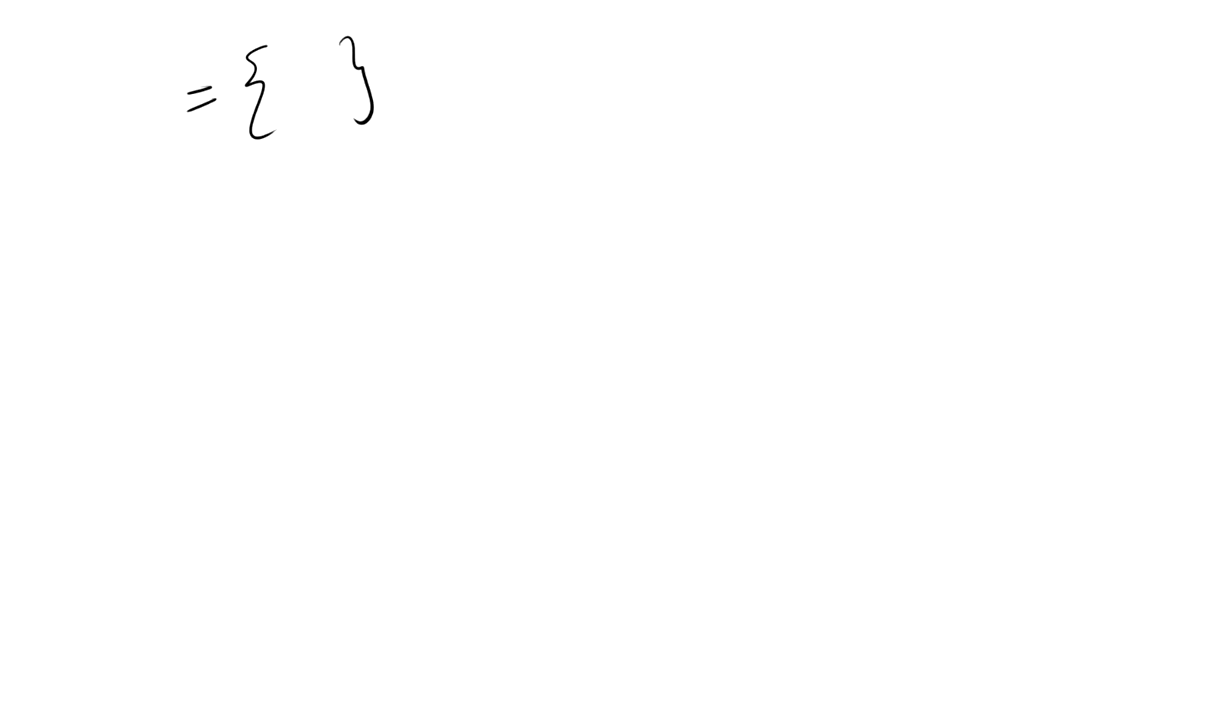 = { }